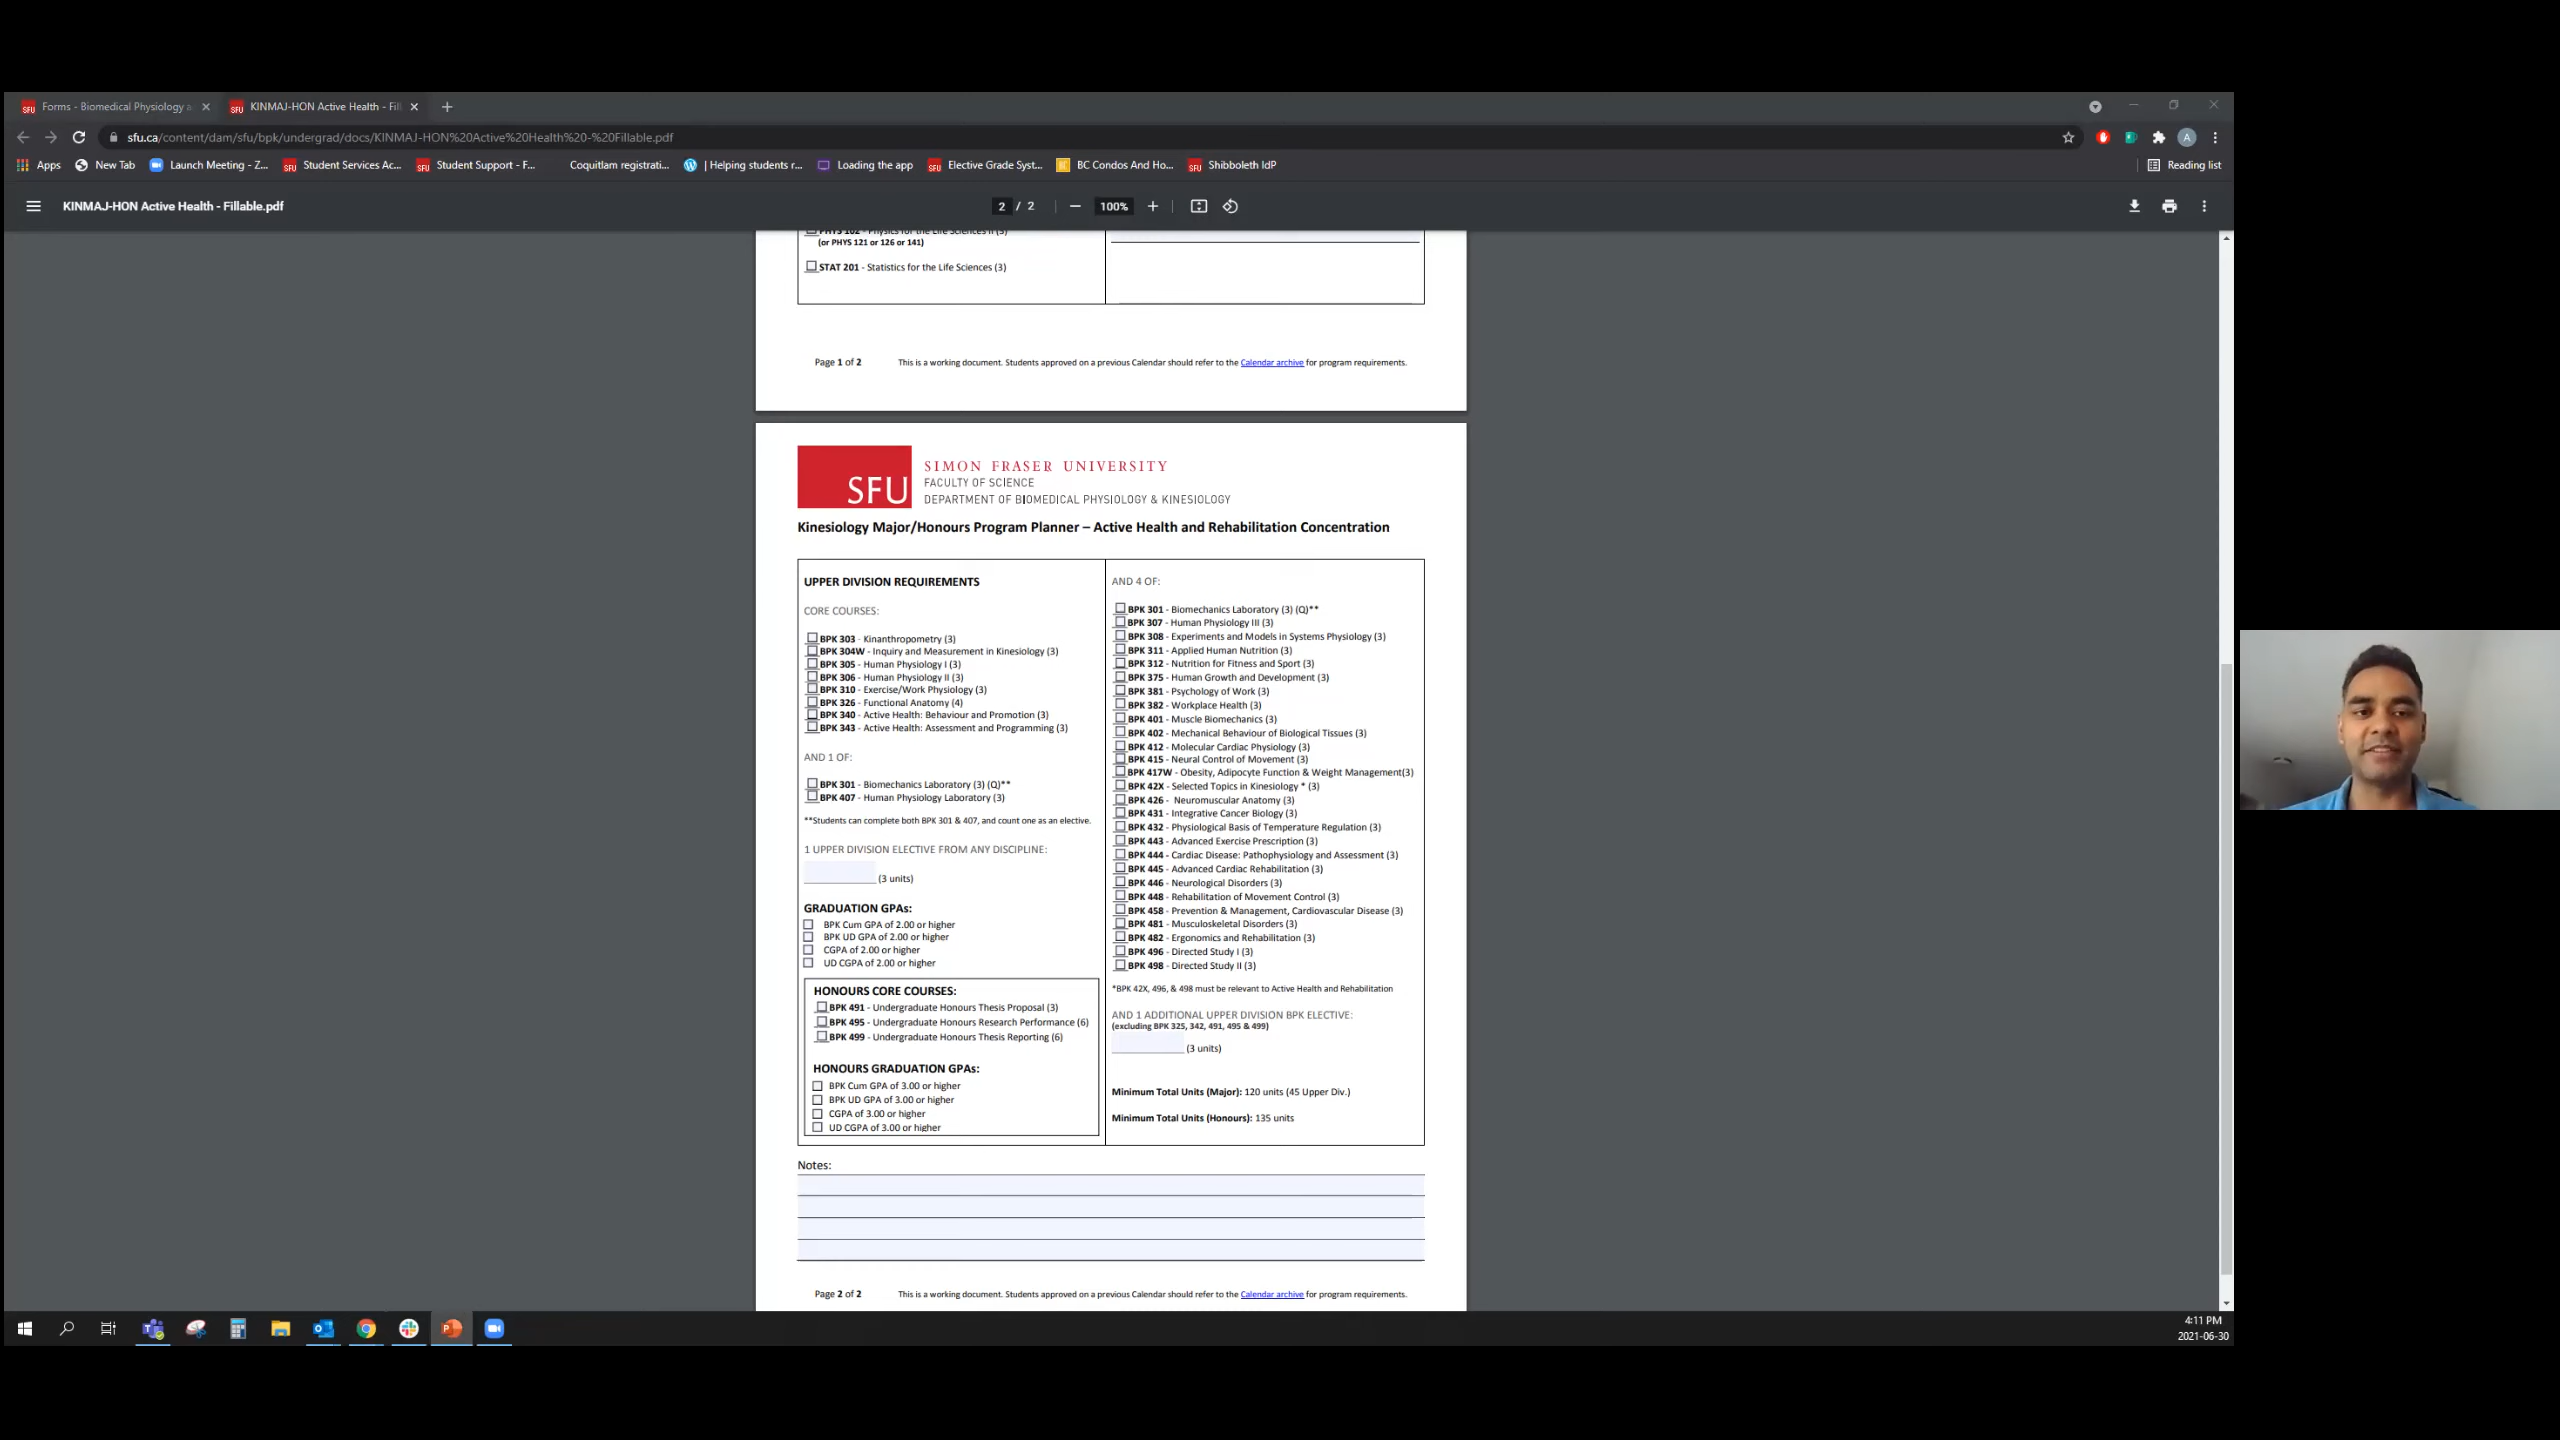 Forms - Biomedical Physiology a
KINMAJ-HON Active Health - Fil
sfu.ca/content/dam/sfu/bpk/undergrad/docs/KINMAJ-HON%20Active%20Health%20-%20Fillable.pdf
Apps
New Tab
Launch Meeting - Z...
Student Services Ac...
Student Support - F...
Coquitlam registrati...
| Helping students r...
Loading the app
Elective Grade Syst...
BC Condos And Ho...
Shibboleth IdP
Reading list
KINMAJ-HON Active Health - Fillable.pdf
2 / 2
100%
PHYS 102 - Physics for the Life Sciences II (3)
(or PHYS 121 or 126 or 141)
STAT 201 - Statistics for the Life Sciences (3)
Page 1 of 2
This is a working document. Students approved on a previous Calendar should refer to the Calendar archive for program requirements.
SFU
SIMON FRASER UNIVERSITY
FACULTY OF SCIENCE
DEPARTMENT OF BIOMEDICAL PHYSIOLOGY & KINESIOLOGY
Kinesiology Major/Honours Program Planner – Active Health and Rehabilitation Concentration
UPPER DIVISION REQUIREMENTS
CORE COURSES:
BPK 303 - Kinanthropometry (3)
BPK 304W - Inquiry and Measurement in Kinesiology (3)
BPK 305 - Human Physiology I (3)
BPK 306 - Human Physiology II (3)
BPK 310 - Exercise/Work Physiology (3)
BPK 326 - Functional Anatomy (4)
BPK 340 - Active Health: Behaviour and Promotion (3)
BPK 343 - Active Health: Assessment and Programming (3)
AND 1 OF:
BPK 301 - Biomechanics Laboratory (3) (Q)**
BPK 407 - Human Physiology Laboratory (3)
**Students can complete both BPK 301 & 407, and count one as an elective.
1 UPPER DIVISION ELECTIVE FROM ANY DISCIPLINE:
(3 units)
GRADUATION GPAs:
BPK Cum GPA of 2.00 or higher
BPK UD GPA of 2.00 or higher
CGPA of 2.00 or higher
UD CGPA of 2.00 or higher
HONOURS CORE COURSES:
BPK 491 - Undergraduate Honours Thesis Proposal (3)
BPK 495 - Undergraduate Honours Research Performance (6)
BPK 499 - Undergraduate Honours Thesis Reporting (6)
HONOURS GRADUATION GPAs:
BPK Cum GPA of 3.00 or higher
BPK UD GPA of 3.00 or higher
CGPA of 3.00 or higher
UD CGPA of 3.00 or higher
AND 4 OF:
BPK 301 - Biomechanics Laboratory (3) (Q)**
BPK 307 - Human Physiology III (3)
BPK 308 - Experiments and Models in Systems Physiology (3)
BPK 311 - Applied Human Nutrition (3)
BPK 312 - Nutrition for Fitness and Sport (3)
BPK 375 - Human Growth and Development (3)
BPK 381 - Psychology of Work (3)
BPK 382 - Workplace Health (3)
BPK 401 - Muscle Biomechanics (3)
BPK 402 - Mechanical Behaviour of Biological Tissues (3)
BPK 412 - Molecular Cardiac Physiology (3)
BPK 415 - Neural Control of Movement (3)
BPK 417W - Obesity, Adipocyte Function & Weight Management(3)
BPK 42X - Selected Topics in Kinesiology * (3)
BPK 426 - Neuromuscular Anatomy (3)
BPK 431 - Integrative Cancer Biology (3)
BPK 432 - Physiological Basis of Temperature Regulation (3)
BPK 443 - Advanced Exercise Prescription (3)
BPK 444 - Cardiac Disease: Pathophysiology and Assessment (3)
BPK 445 - Advanced Cardiac Rehabilitation (3)
BPK 446 - Neurological Disorders (3)
BPK 448 - Rehabilitation of Movement Control (3)
BPK 458 - Prevention & Management, Cardiovascular Disease (3)
BPK 481 - Musculoskeletal Disorders (3)
BPK 482 - Ergonomics and Rehabilitation (3)
BPK 496 - Directed Study I (3)
BPK 498 - Directed Study II (3)
*BPK 42X, 496, & 498 must be relevant to Active Health and Rehabilitation
AND 1 ADDITIONAL UPPER DIVISION BPK ELECTIVE:
(excluding BPK 325, 342, 491, 495 & 499)
(3 units)
Minimum Total Units (Major): 120 units (45 Upper Div.)
Minimum Total Units (Honours): 135 units
Notes:
Page 2 of 2
This is a working document. Students approved on a previous Calendar should refer to the Calendar archive for program requirements.
4:11 PM
2021-06-30